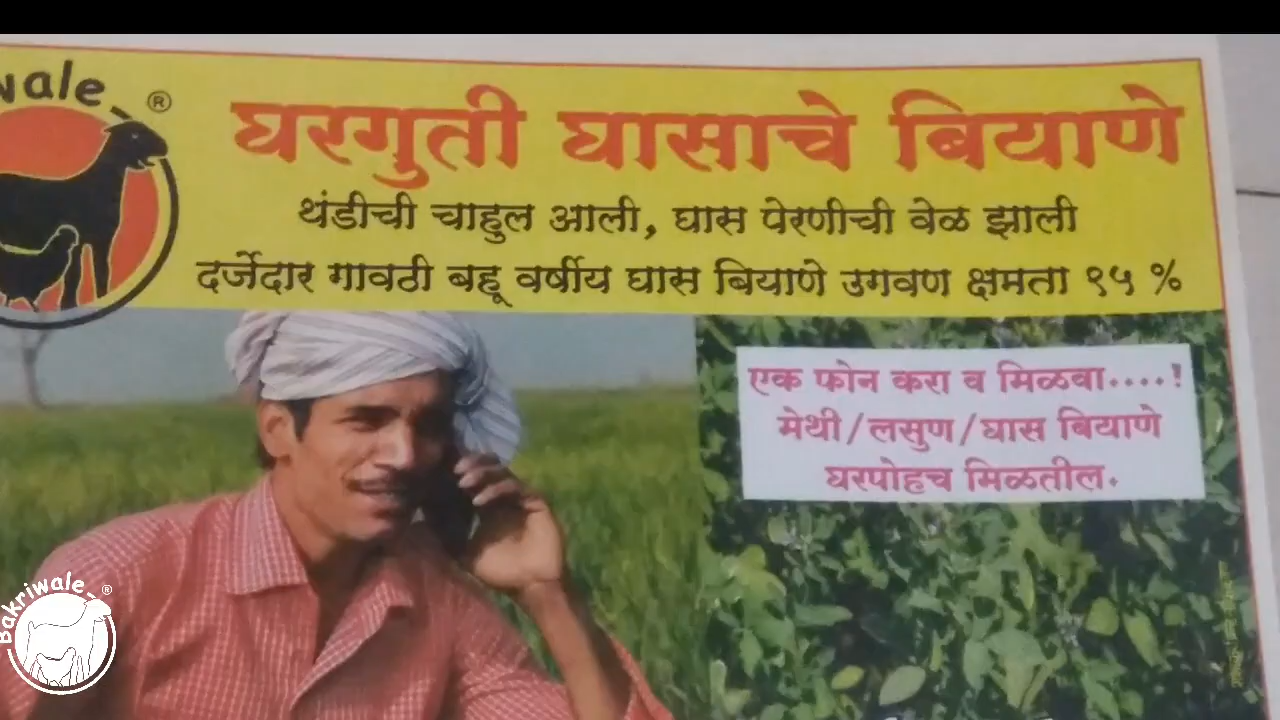 wale ®
घरगुती घासाचे बियाणे
थंडीची चाहुल आली, घास पेरणीची वेळ झाली
दर्जेदार गावठी बहू वर्षीय घास बियाणे उगवण क्षमता ९५ %
एक फोन करा व मिळवा....!
मेथी/लसुण/घास बियाणे
घरपोहच मिळतील.
Bakriwale ®